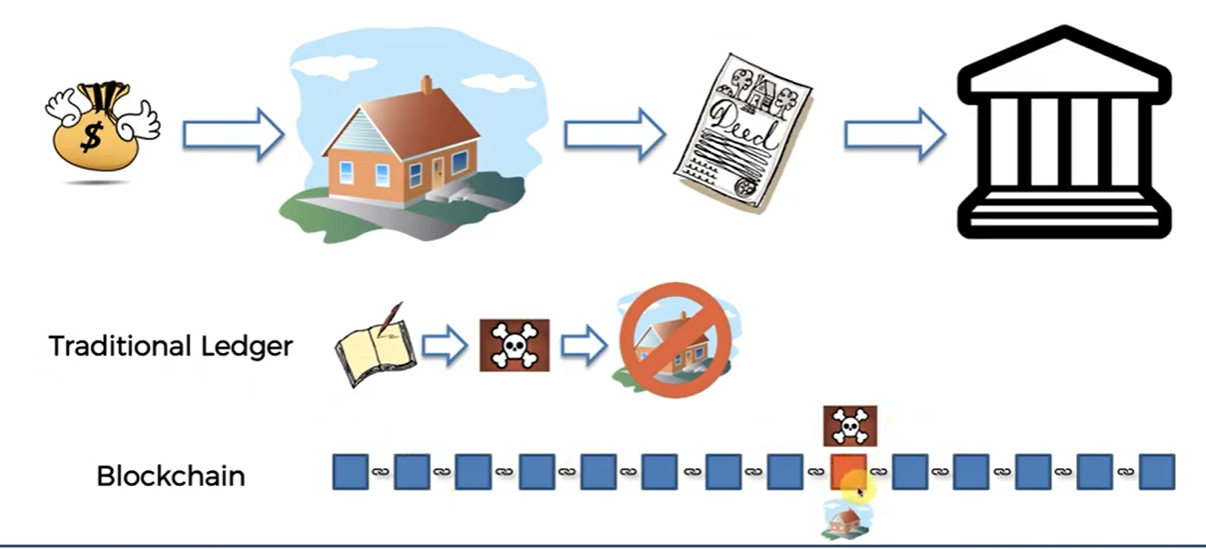 $
Deed
Traditional Ledger
Blockchain